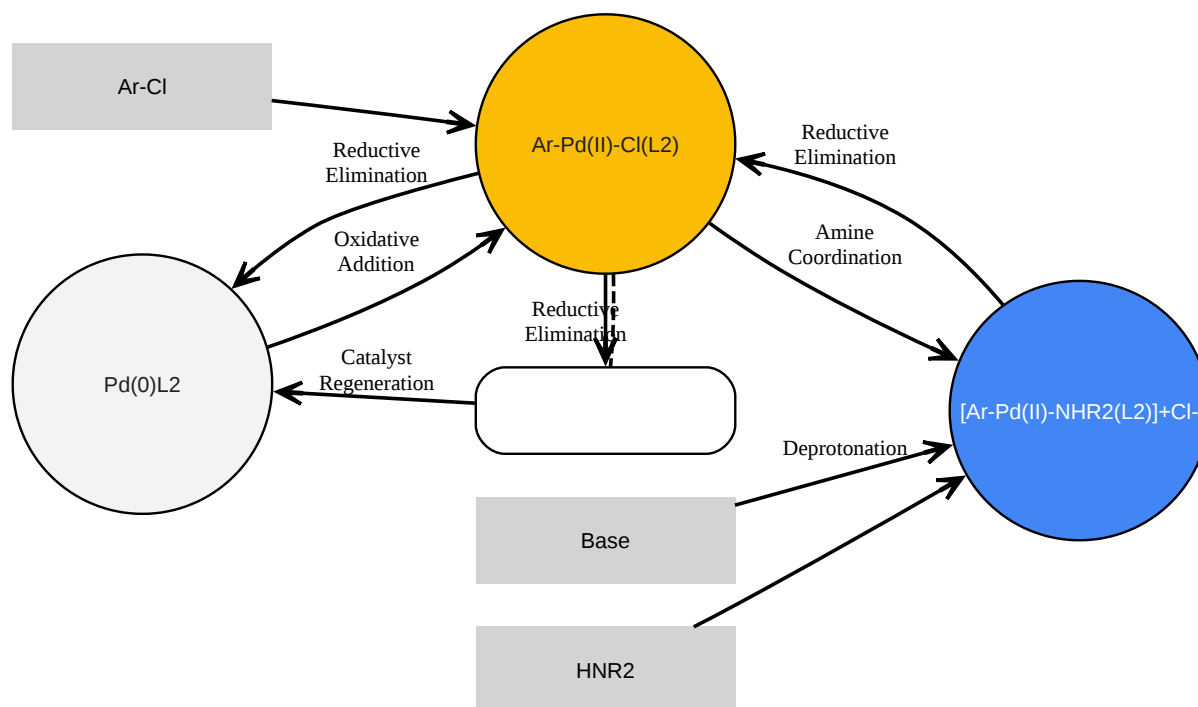 Ar-Cl
Ar-Pd(II)-Cl(L2)
Reductive
Elimination
Reductive
Elimination
Oxidative
Addition
Amine
Coordination
Reductive
Elimination
Catalyst
Regeneration
Pd(0)L2
[Ar-Pd(II)-NHR2(L2)]+Cl-
Deprotonation
Base
HNR2